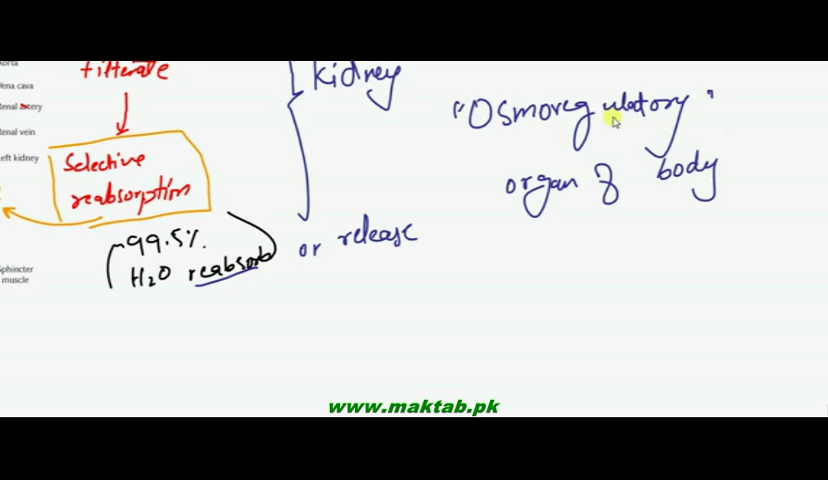 Aorta
Vena cava
Renal artery
Renal vein
Left kidney
Sphincter
muscle
filterate
Selective
reabsorption
~99.5%
H₂O reabsorb
kidney
or release
"Osmoregulatory"
organ of body
www.maktab.pk